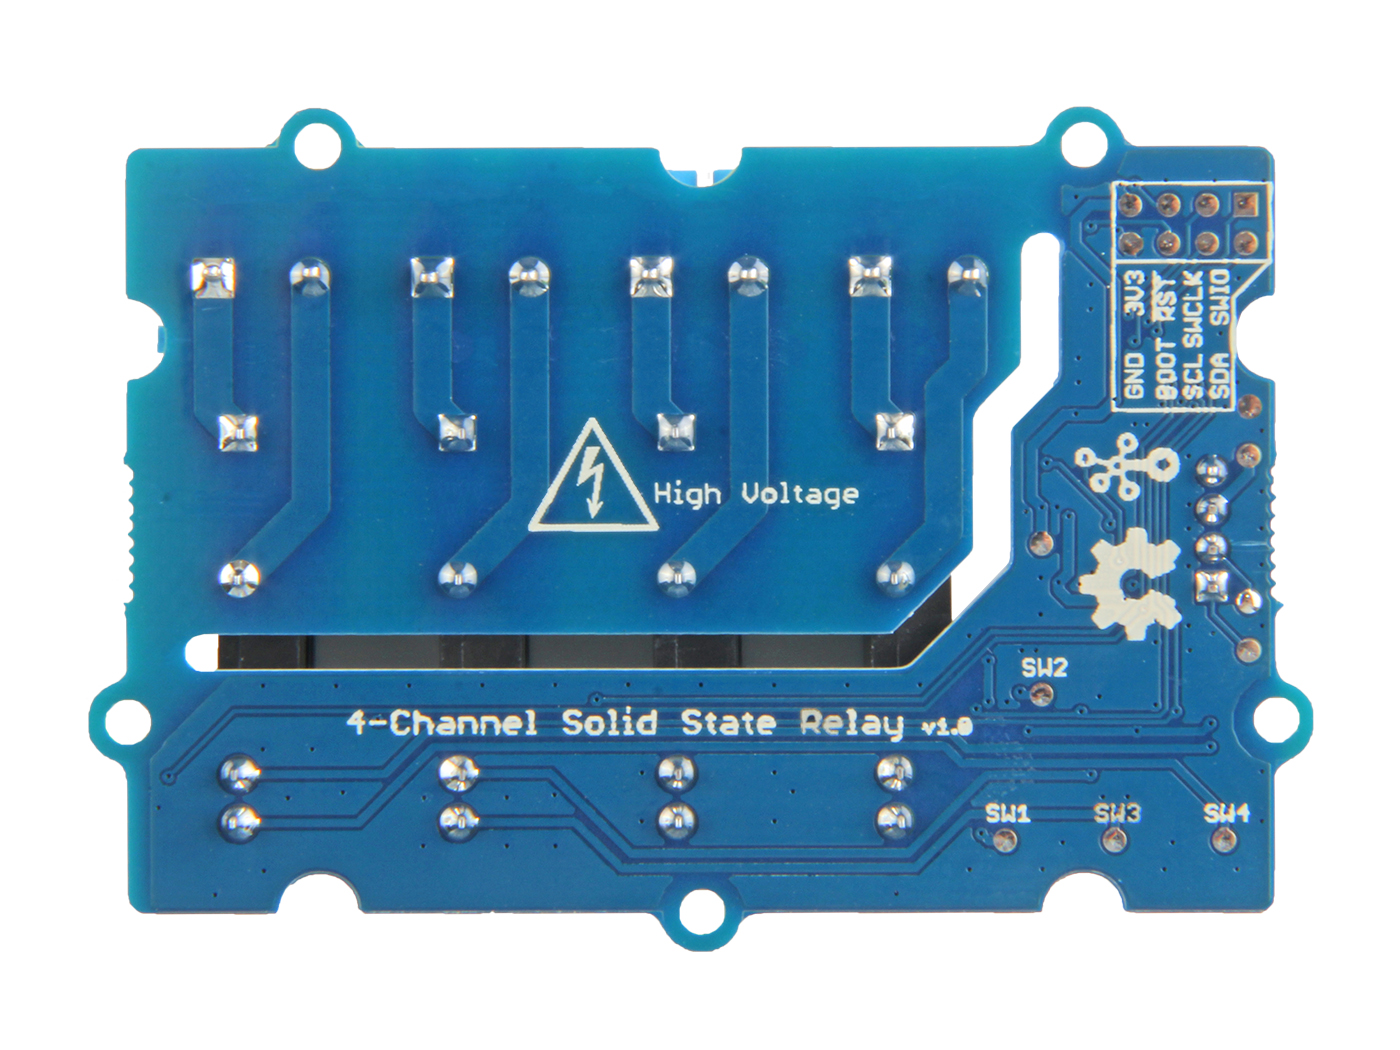 GND 3V3
BOOT RST
SCL SWCLK
SDA SWIO
High Voltage
SW2
4-Channel Solid State Relay v1.0
SW1 SW3 SW4